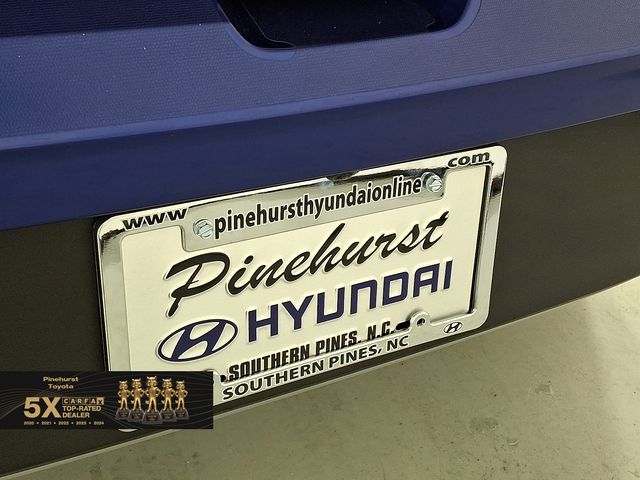 www pinehursthyundaionline com
Pinehurst
HYUNDAI
SOUTHERN PINES, N.C.
SOUTHERN PINES, NC
Pinehurst
Toyota
5X CARFAX
TOP-RATED
DEALER
2020 • 2021 • 2022 • 2023 • 2024